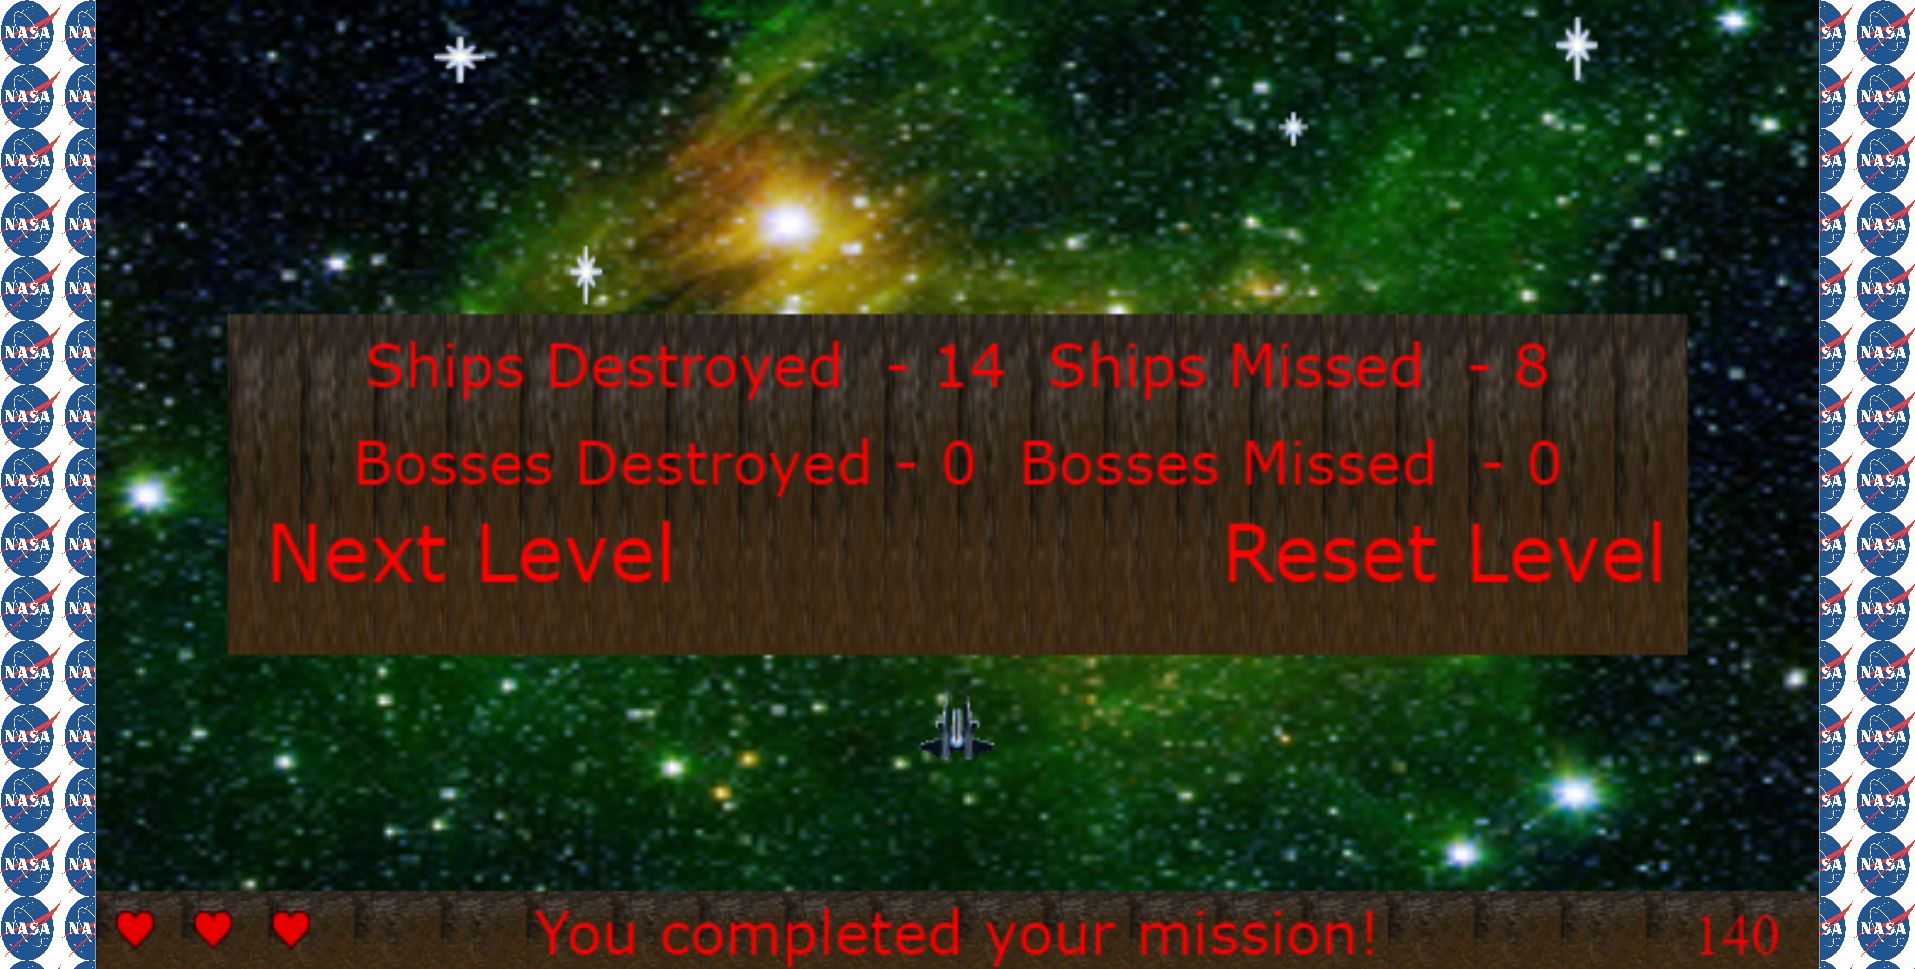 Ships Destroyed - 14 Ships Missed - 8
Bosses Destroyed - 0 Bosses Missed - 0
Next Level Reset Level
You completed your mission! 140
NASA